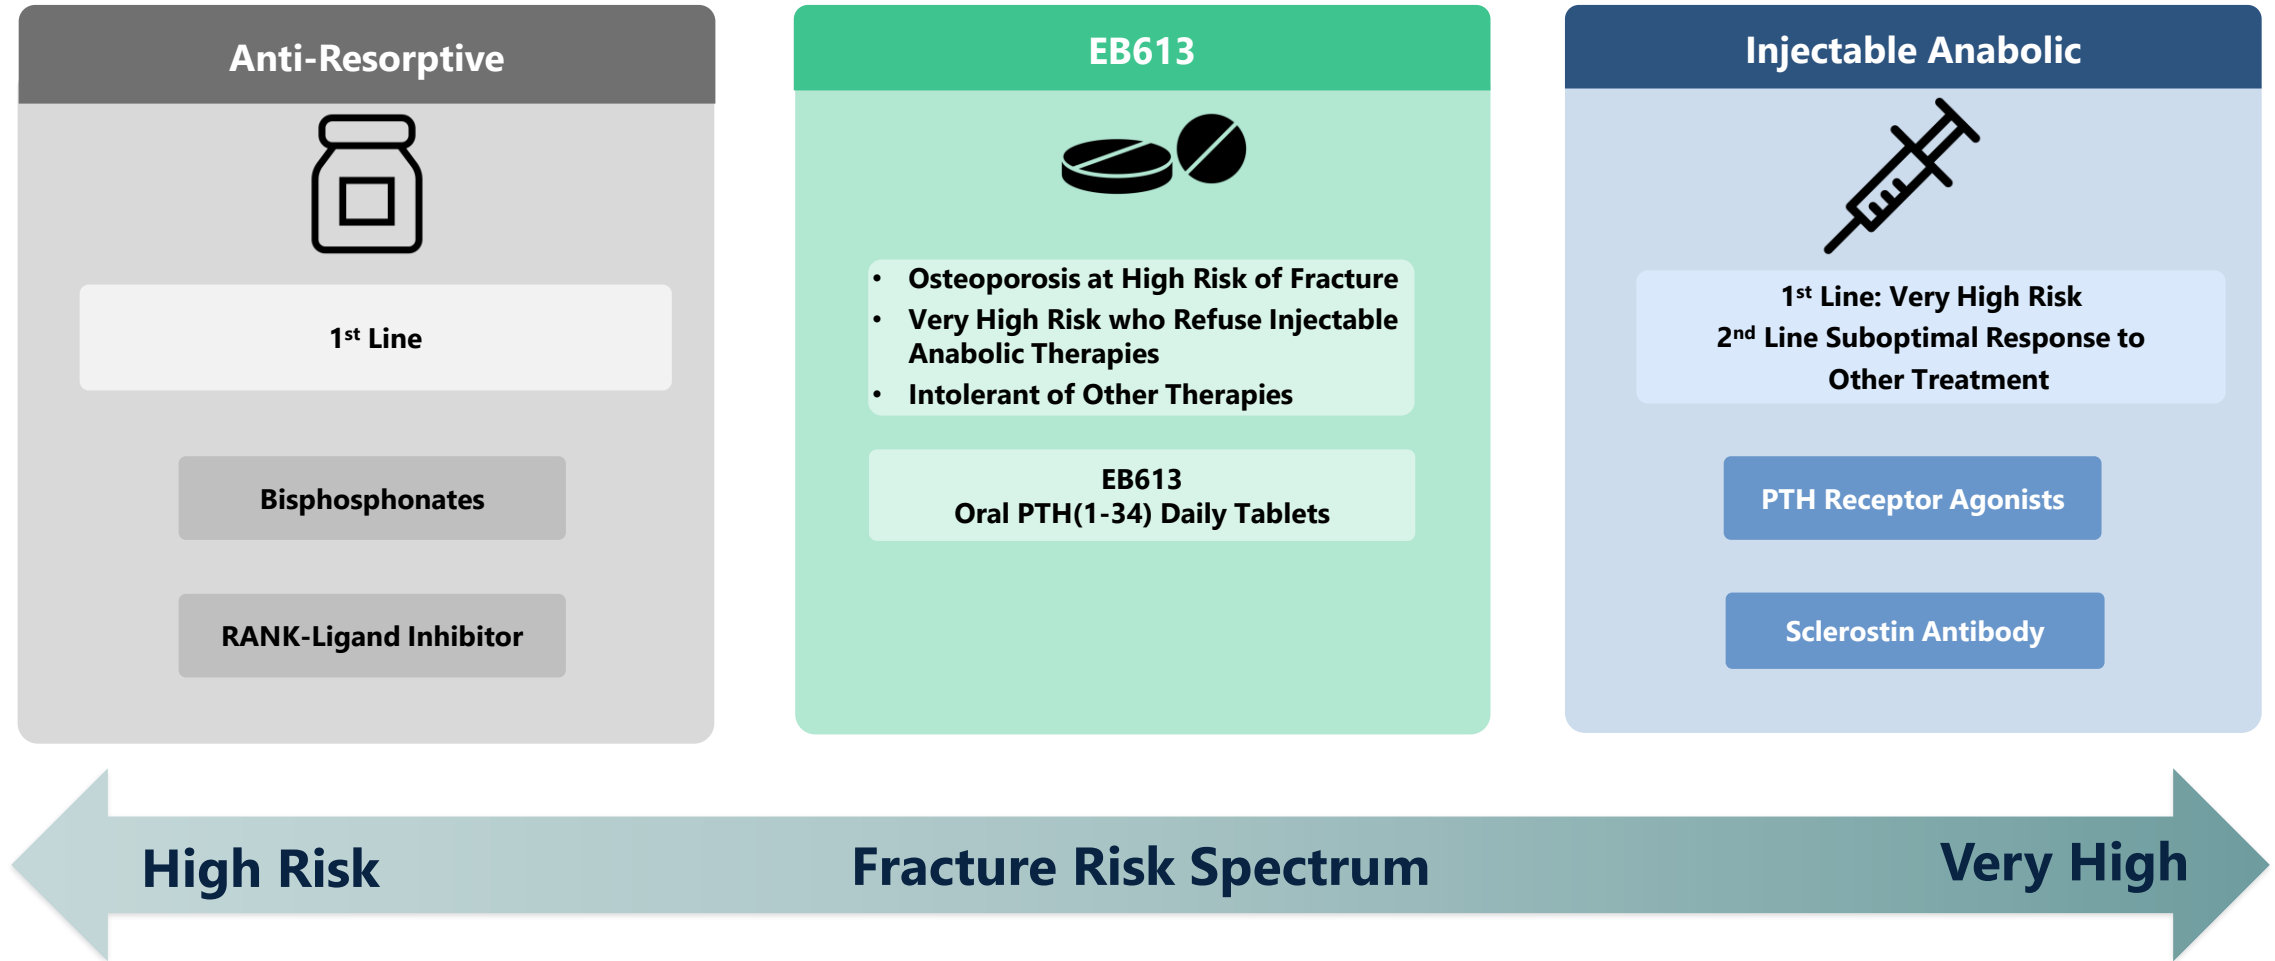 Anti-Resorptive
1st Line
Bisphosphonates
RANK-Ligand Inhibitor
EB613
• Osteoporosis at High Risk of Fracture
• Very High Risk who Refuse Injectable
Anabolic Therapies
• Intolerant of Other Therapies
EB613
Oral PTH(1-34) Daily Tablets
Injectable Anabolic
1st Line: Very High Risk
2nd Line Suboptimal Response to
Other Treatment
PTH Receptor Agonists
Sclerostin Antibody
High Risk
Fracture Risk Spectrum
Very High